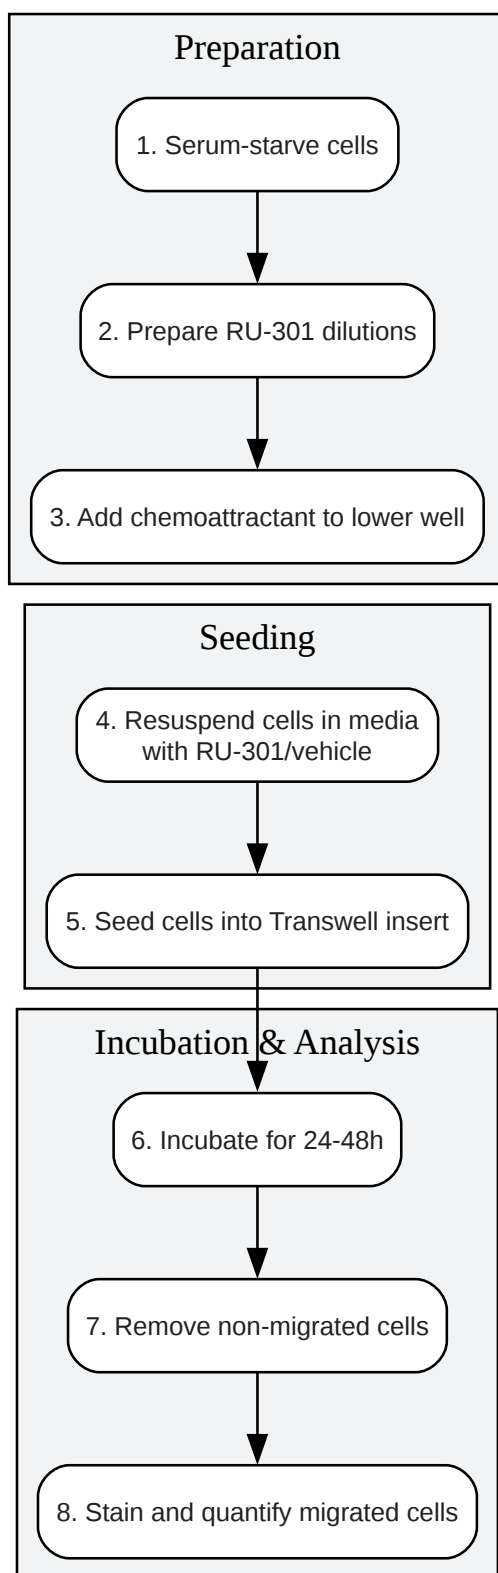 Preparation
1. Serum-starve cells
2. Prepare RU-301 dilutions
3. Add chemoattractant to lower well
Seeding
4. Resuspend cells in media
with RU-301/vehicle
5. Seed cells into Transwell insert
Incubation & Analysis
6. Incubate for 24-48h
7. Remove non-migrated cells
8. Stain and quantify migrated cells